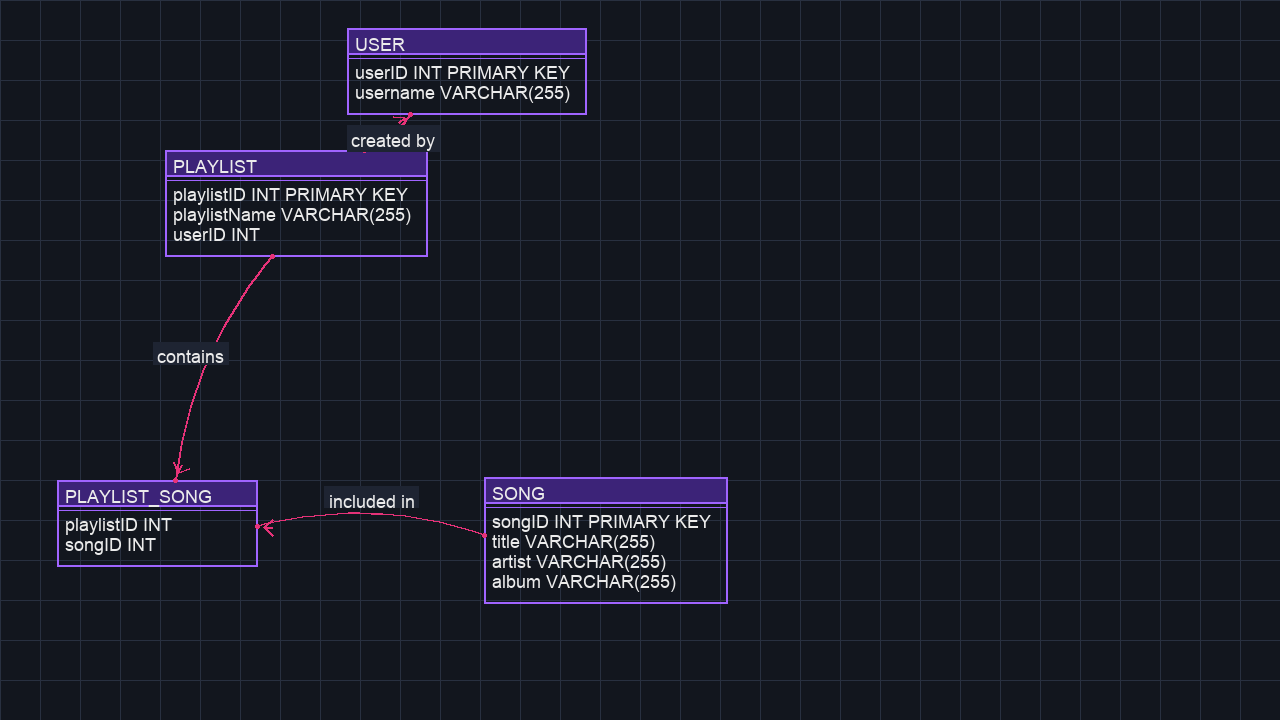 USER
userID INT PRIMARY KEY
username VARCHAR(255)
created by
PLAYLIST
playlistID INT PRIMARY KEY
playlistName VARCHAR(255)
userID INT
contains
PLAYLIST_SONG
playlistID INT
songID INT
included in
SONG
songID INT PRIMARY KEY
title VARCHAR(255)
artist VARCHAR(255)
album VARCHAR(255)